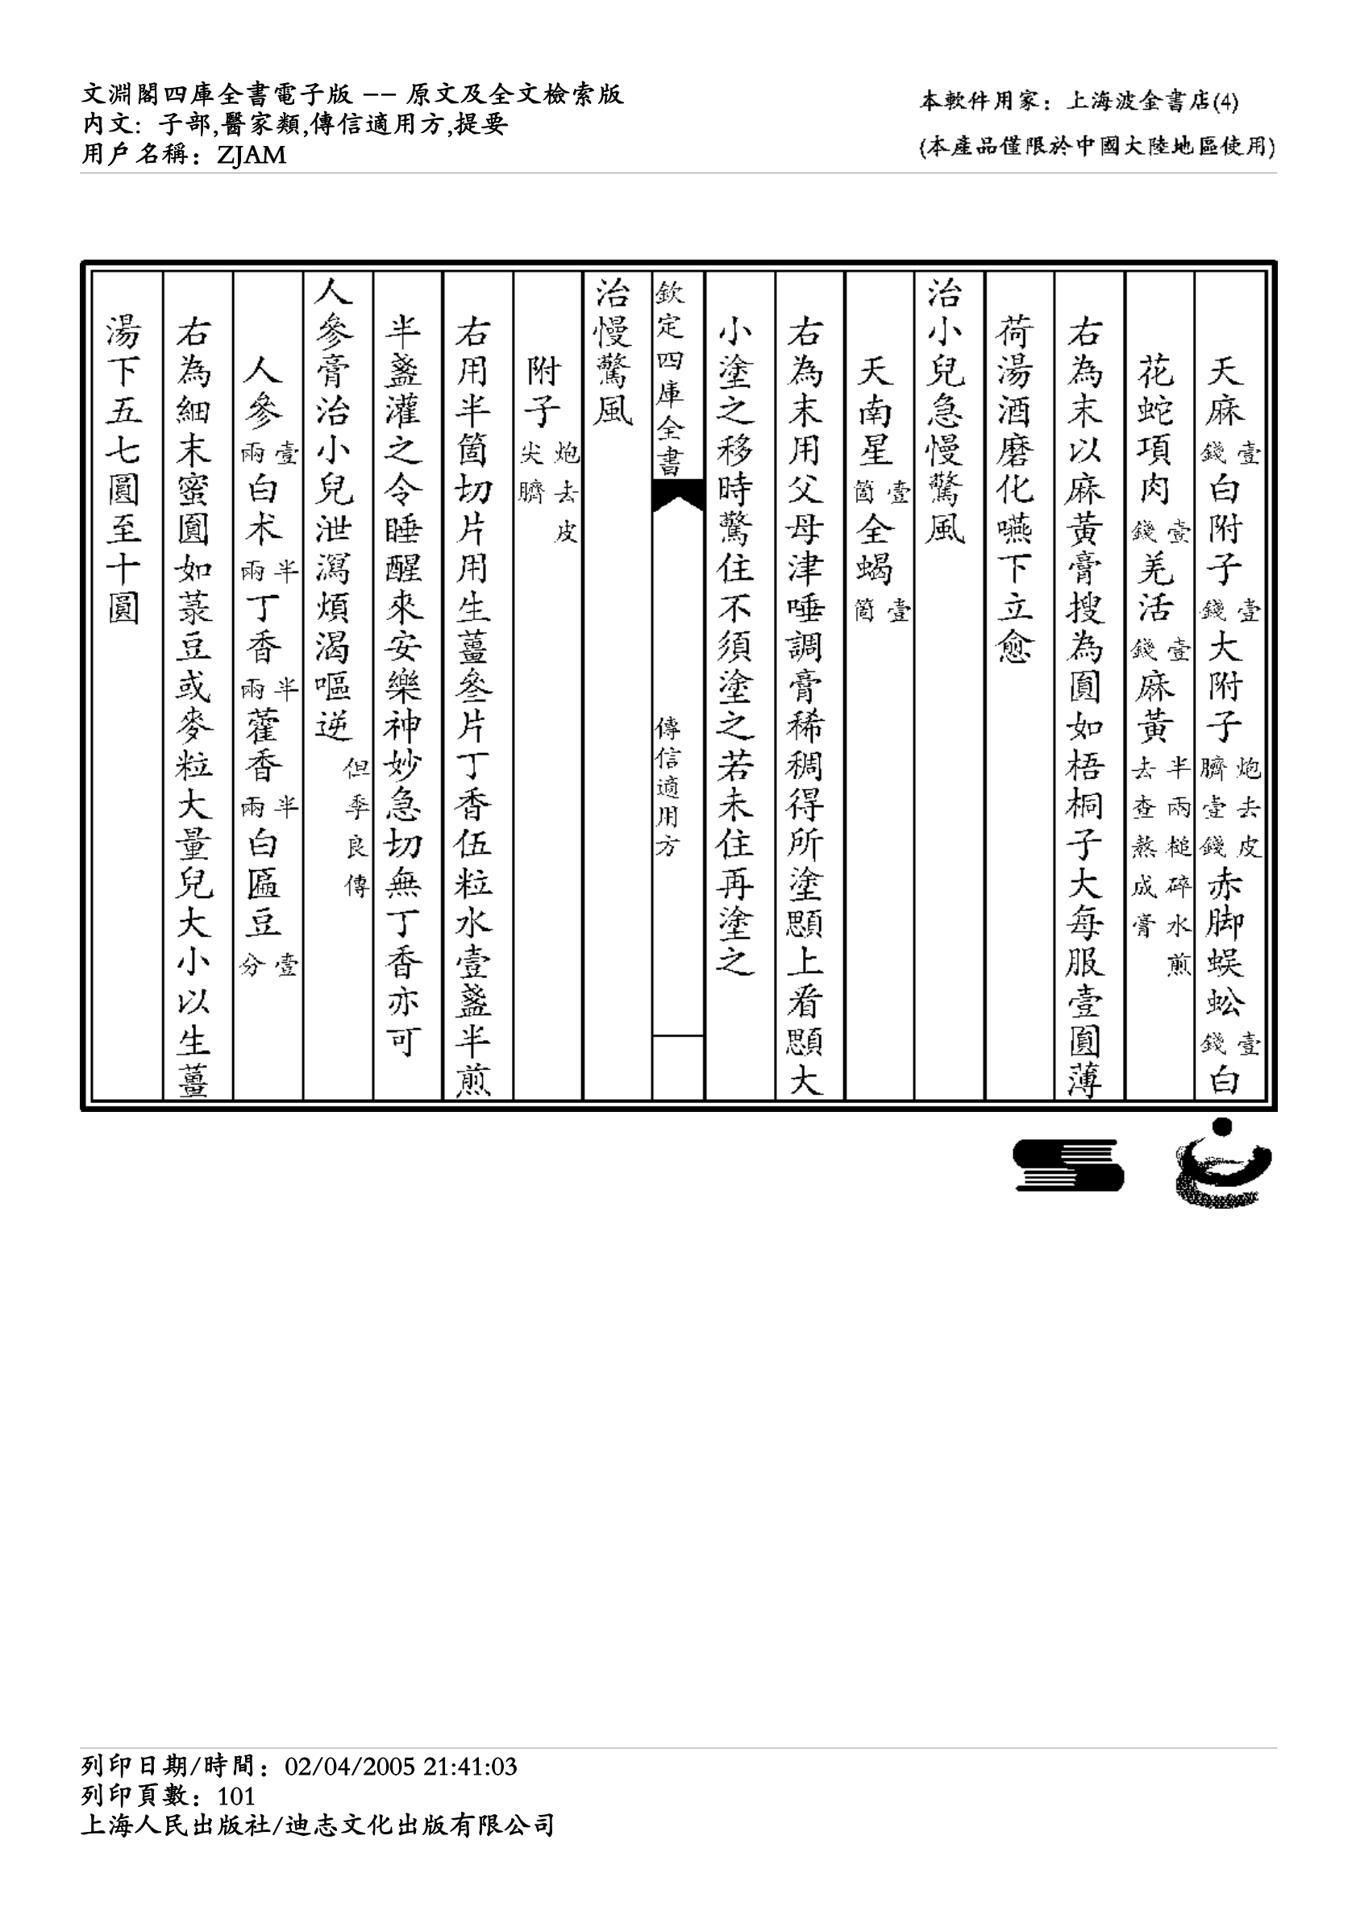 文淵閣四庫全書電子版 -- 原文及全文檢索版
内文: 子部,醫家類,傳信適用方,提要
用戶名稱: ZJAM
本軟件用家: 上海波金書店(4)
(本產品僅限於中國大陸地區使用)
天麻壹錢白附子壹錢大附子炮去皮臍壹錢赤脚蜈蚣壹錢白
花蛇項肉壹錢羌活壹錢麻黄半兩槌碎水煎去查熬成膏
右為末以麻黄膏搜為圓如梧桐子大每服壹圓薄
荷湯酒磨化嚥下立愈
治小兒急慢驚風
天南星壹箇全蝎壹箇
右為末用父母津唾調膏稀稠得所塗顖上看顖大
小塗之移時驚住不須塗之若未住再塗之
欽定四庫全書
傳信適用方
治慢驚風
附子炮去皮尖臍
右用半箇切片用生薑叄片丁香伍粒水壹盞半煎
半盞灌之令睡醒來安樂神妙急切無丁香亦可
人參膏治小兒泄瀉煩渴嘔逆但季良傳
人參壹兩白术半兩丁香半兩藿香半兩白匾豆壹分
右為細末蜜圓如菉豆或麥粒大量兒大小以生薑
湯下五七圓至十圓
列印日期/時間: 02/04/2005 21:41:03
列印頁數: 101
上海人民出版社/迪志文化出版有限公司